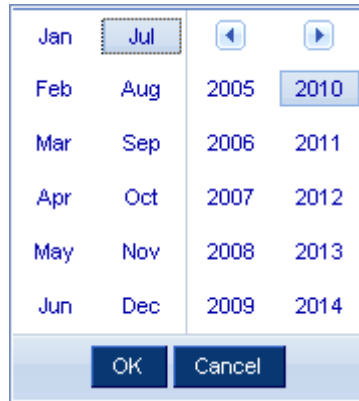 Jan Jul
Feb Aug 2005 2010
Mar Sep 2006 2011
Apr Oct 2007 2012
May Nov 2008 2013
Jun Dec 2009 2014
OK Cancel